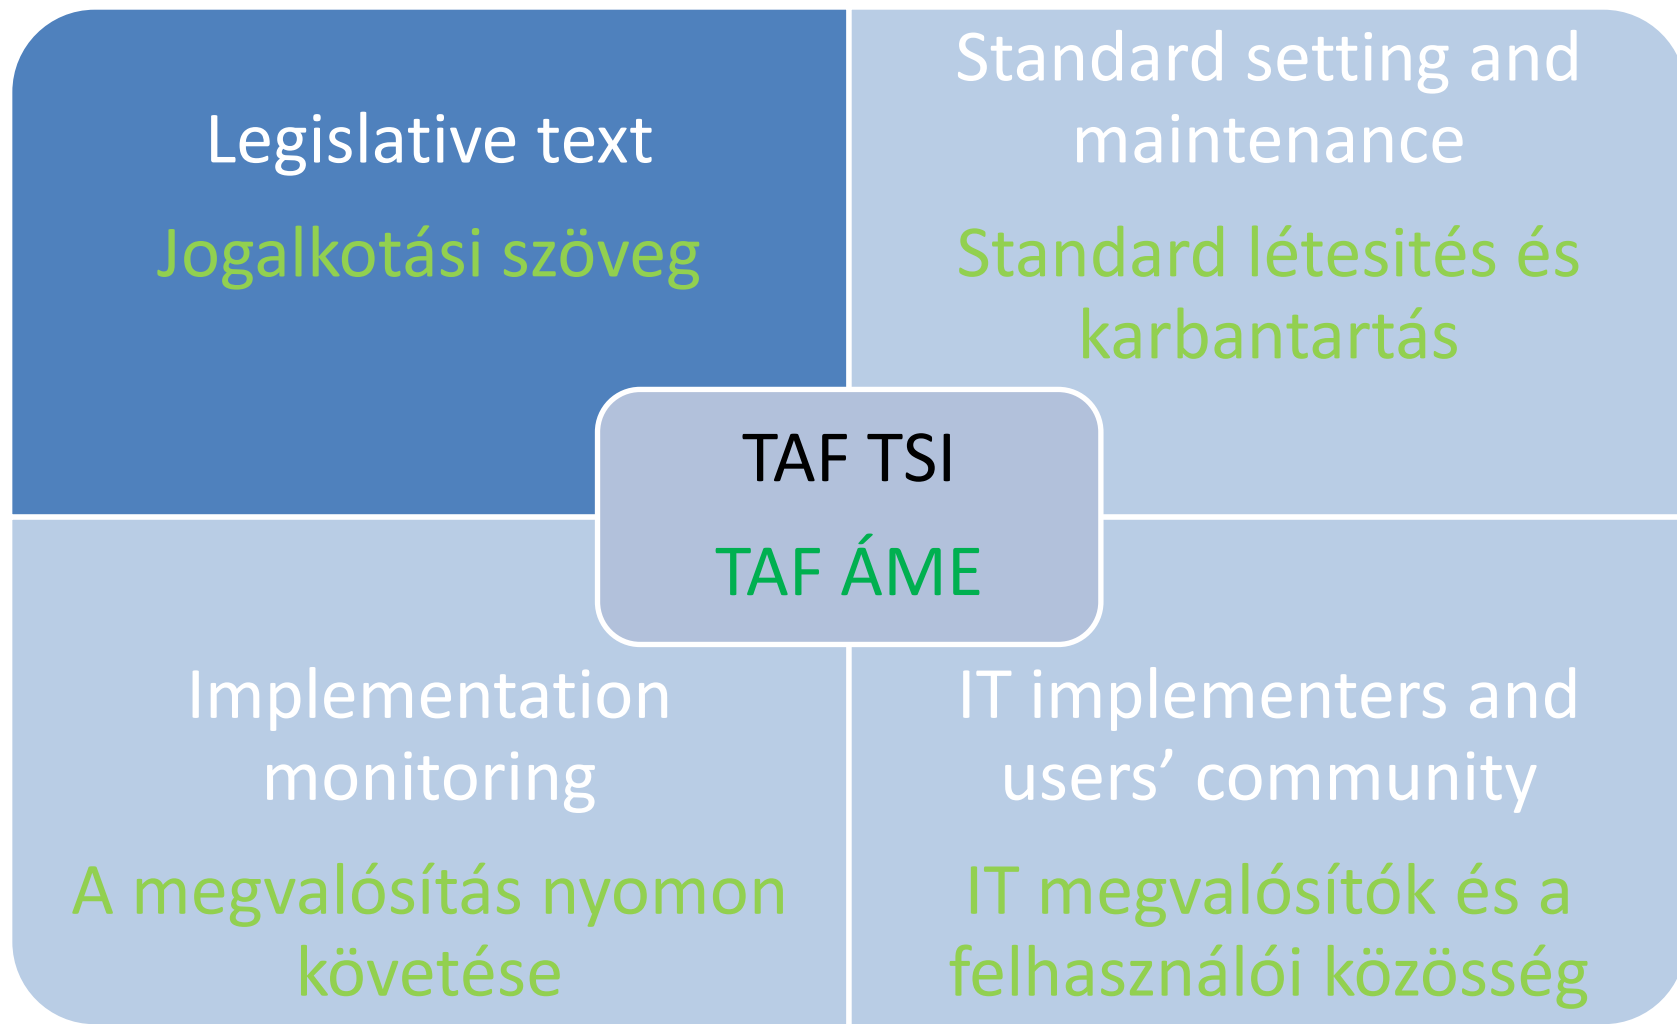 Legislative text
Jogalkotási szöveg
Standard setting and
maintenance
Standard létesités és
karbantartás
TAF TSI
TAF ÁME
Implementation
monitoring
A megvalósítás nyomon
követése
IT implementers and
users’ community
IT megvalósítók és a
felhasználói közösség